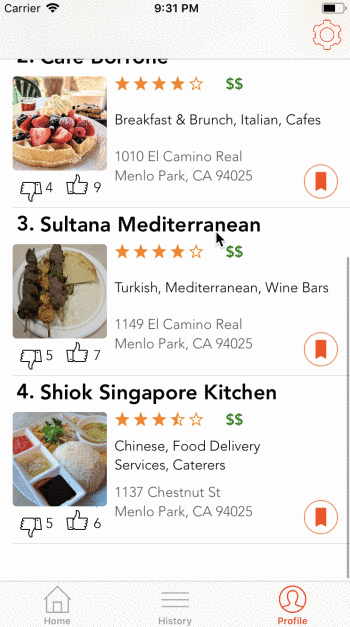 Carrier 9:31 PM
2. Cafe Borrone
$$
Breakfast & Brunch, Italian, Cafes
1010 El Camino Real
Menlo Park, CA 94025
4 9
3. Sultana Mediterranean
$$
Turkish, Mediterranean, Wine Bars
1149 El Camino Real
Menlo Park, CA 94025
5 7
4. Shiok Singapore Kitchen
$$
Chinese, Food Delivery
Services, Caterers
1137 Chestnut St
Menlo Park, CA 94025
5 6
Home History Profile